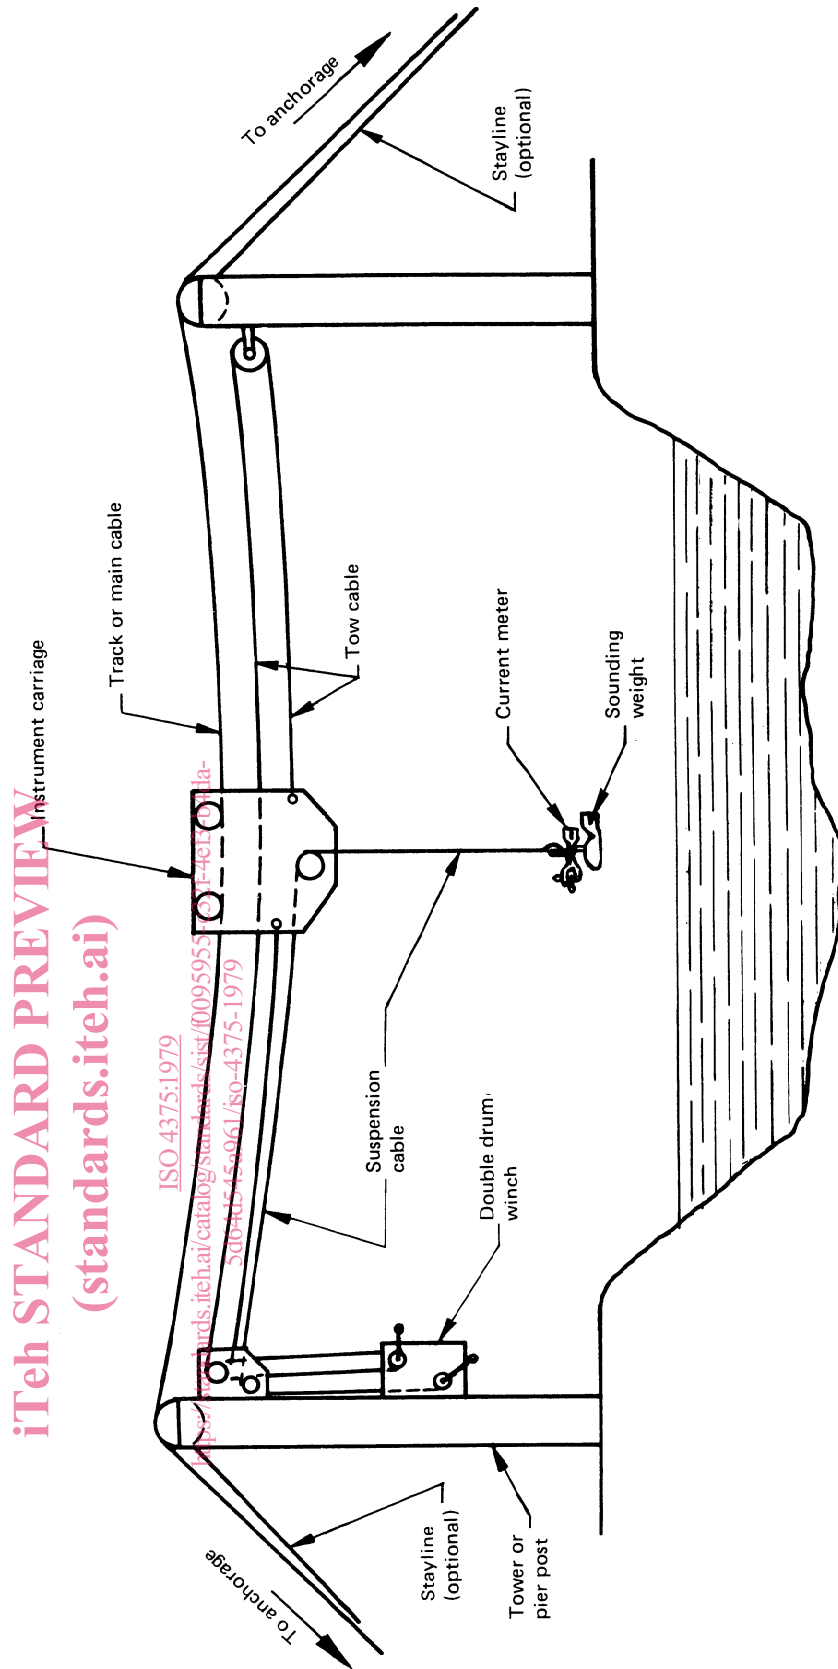 iTeh STANDARD PREVIEW
(standards.iteh.ai)
ISO 4375:1979
5d64d545a961/iso-4375-1979
Instrument carriage
Track or main cable
To anchorage
Stayline
(optional)
Tow cable
Current meter
Sounding
weight
Suspension
cable
Double drum
winch
To anchorage
Stayline
(optional)
Tower or
pier post